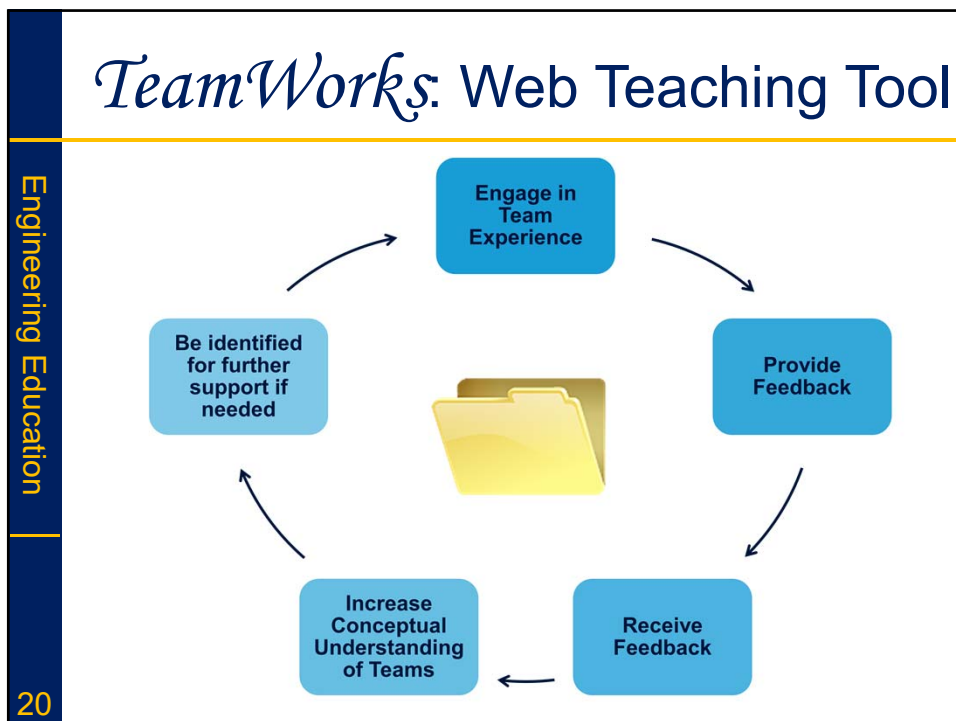 TeamWorks: Web Teaching Tool
Engineering Education
Engage in
Team
Experience
Provide
Feedback
Receive
Feedback
Increase
Conceptual
Understanding
of Teams
Be identified
for further
support if
needed
20